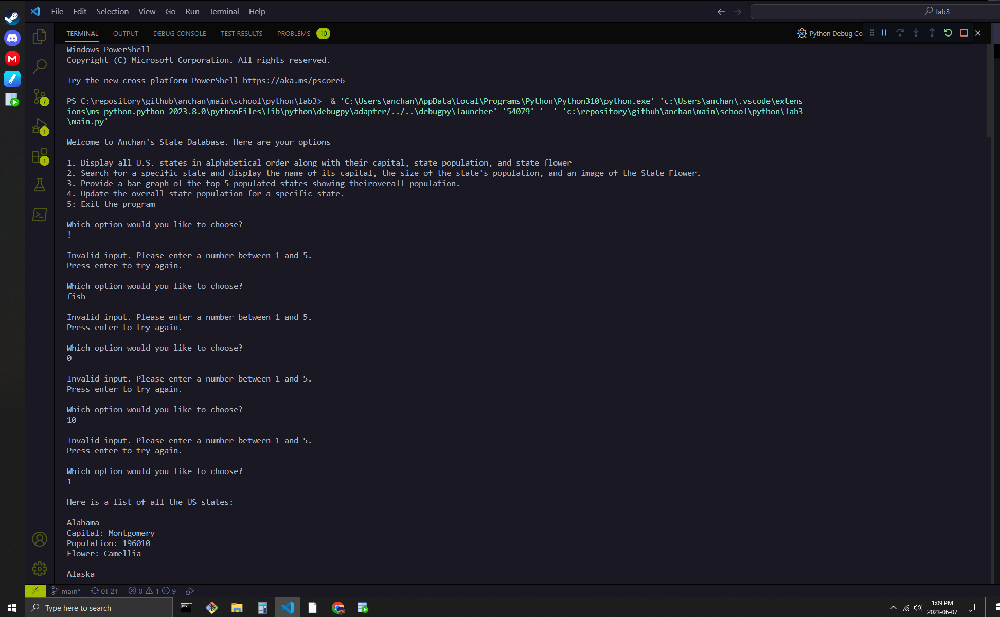 File Edit Selection View Go Run Terminal Help lab3
TERMINAL OUTPUT DEBUG CONSOLE TEST RESULTS PROBLEMS 10 Python Debug Co
Windows PowerShell
Copyright (C) Microsoft Corporation. All rights reserved.
Try the new cross-platform PowerShell https://aka.ms/pscore6
PS C:\repository\github\anchan\main\school\python\lab3>  & 'C:\Users\anchan\AppData\Local\Programs\Python\Python310\python.exe' 'c:\Users\anchan\.vscode\extens
ions\ms-python.python-2023.8.0\pythonFiles\lib\python\debugpy\adapter/../..\debugpy\launcher' '54079' '--' 'c:\repository\github\anchan\main\school\python\lab3
\main.py'
Welcome to Anchan's State Database. Here are your options
1. Display all U.S. states in alphabetical order along with their capital, state population, and state flower
2. Search for a specific state and display the name of its capital, the size of the state's population, and an image of the State Flower.
3. Provide a bar graph of the top 5 populated states showing theiroverall population.
4. Update the overall state population for a specific state.
5: Exit the program
Which option would you like to choose?
!
Invalid input. Please enter a number between 1 and 5.
Press enter to try again.
Which option would you like to choose?
fish
Invalid input. Please enter a number between 1 and 5.
Press enter to try again.
Which option would you like to choose?
0
Invalid input. Please enter a number between 1 and 5.
Press enter to try again.
Which option would you like to choose?
10
Invalid input. Please enter a number between 1 and 5.
Press enter to try again.
Which option would you like to choose?
1
Here is a list of all the US states:
Alabama
Capital: Montgomery
Population: 196010
Flower: Camellia
Alaska
7
1
1
main* 0↓ 2↑ 0 1 9
Type here to search
1:09 PM
2023-06-07